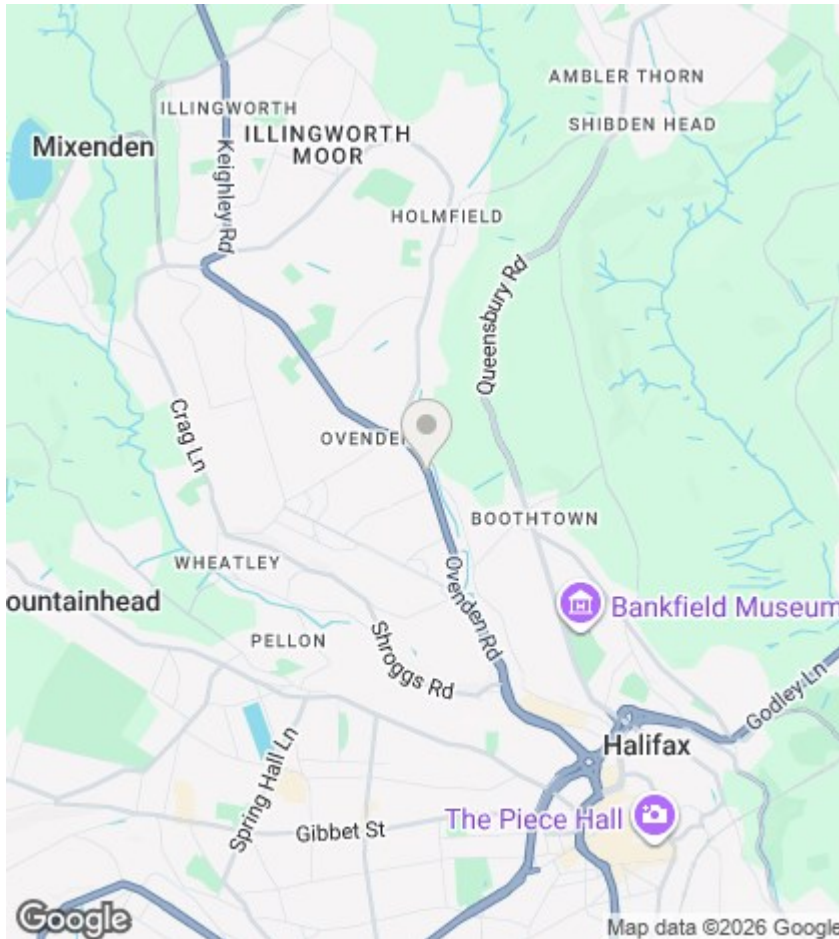 AMBLER THORN
ILLINGWORTH
SHIBDEN HEAD
Mixenden
ILLINGWORTH
MOOR
Keighley Rd
HOLMFIELD
Queensbury Rd
Crag Ln
OVENDE
BOOTHTOWN
WHEATLEY
Ovenden Rd
ountainhead
Bankfield Museum
PELLON
Shroggs Rd
Godley Ln
Halifax
Spring Hall Ln
The Piece Hall
Gibbet St
Google
Map data ©2026 Google